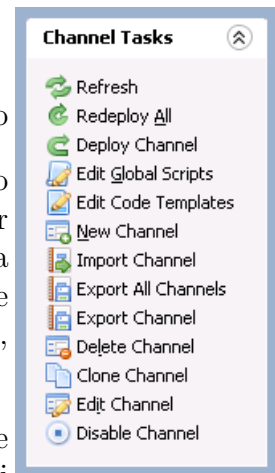 Channel Tasks
Refresh
Redeploy All
Deploy Channel
Edit Global Scripts
Edit Code Templates
New Channel
Import Channel
Export All Channels
Export Channel
Delete Channel
Clone Channel
Edit Channel
Disable Channel